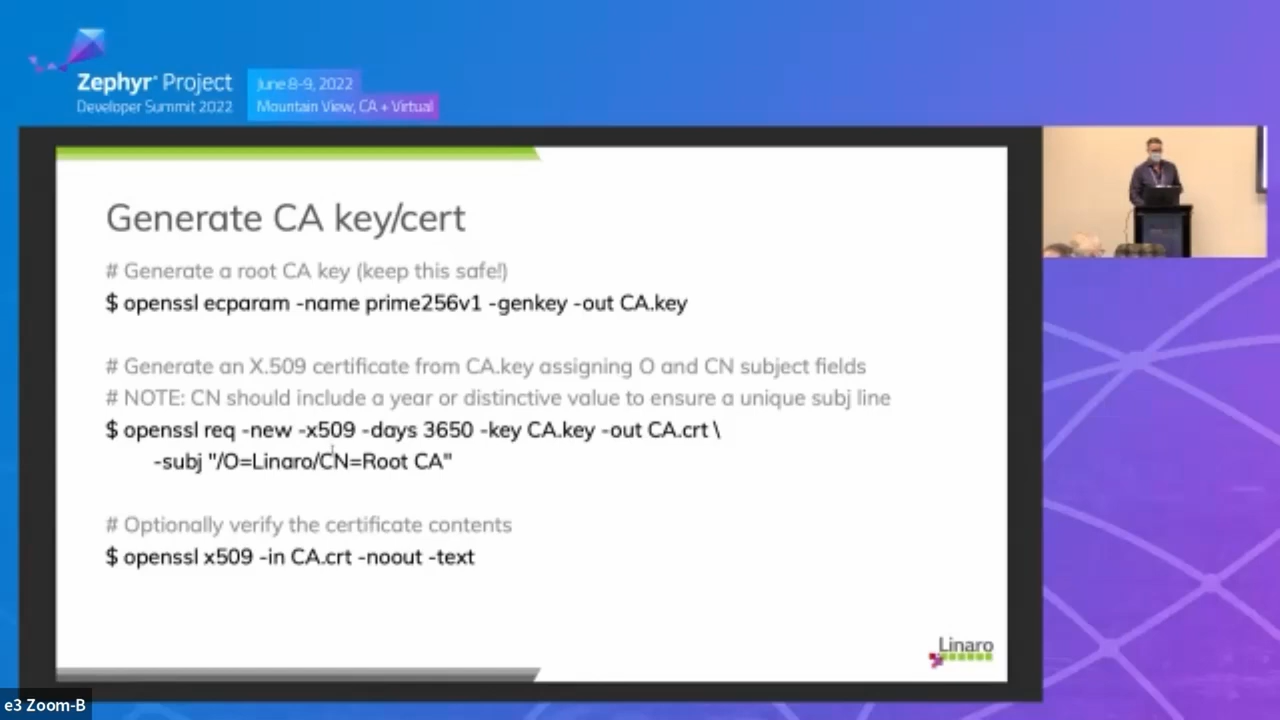 Zephyr® Project
Developer Summit 2022
June 8-9, 2022
Mountain View, CA + Virtual
Generate CA key/cert
# Generate a root CA key (keep this safe!)
$ openssl ecparam -name prime256v1 -genkey -out CA.key
# Generate an X.509 certificate from CA.key assigning O and CN subject fields
# NOTE: CN should include a year or distinctive value to ensure a unique subj line
$ openssl req -new -x509 -days 3650 -key CA.key -out CA.crt \
-subj "/O=Linaro/CN=Root CA"
# Optionally verify the certificate contents
$ openssl x509 -in CA.crt -noout -text
Linaro
e3 Zoom-B